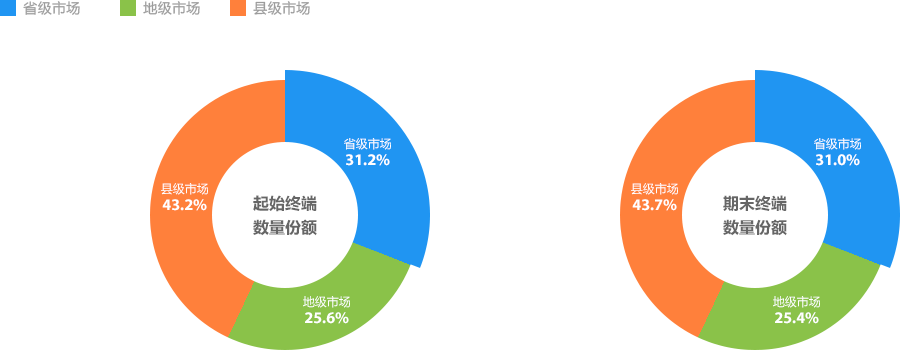 省级市场
地级市场
县级市场
省级市场
31.2%
县级市场
43.2%
起始终端
数量份额
地级市场
25.6%
省级市场
31.0%
县级市场
43.7%
期末终端
数量份额
地级市场
25.4%